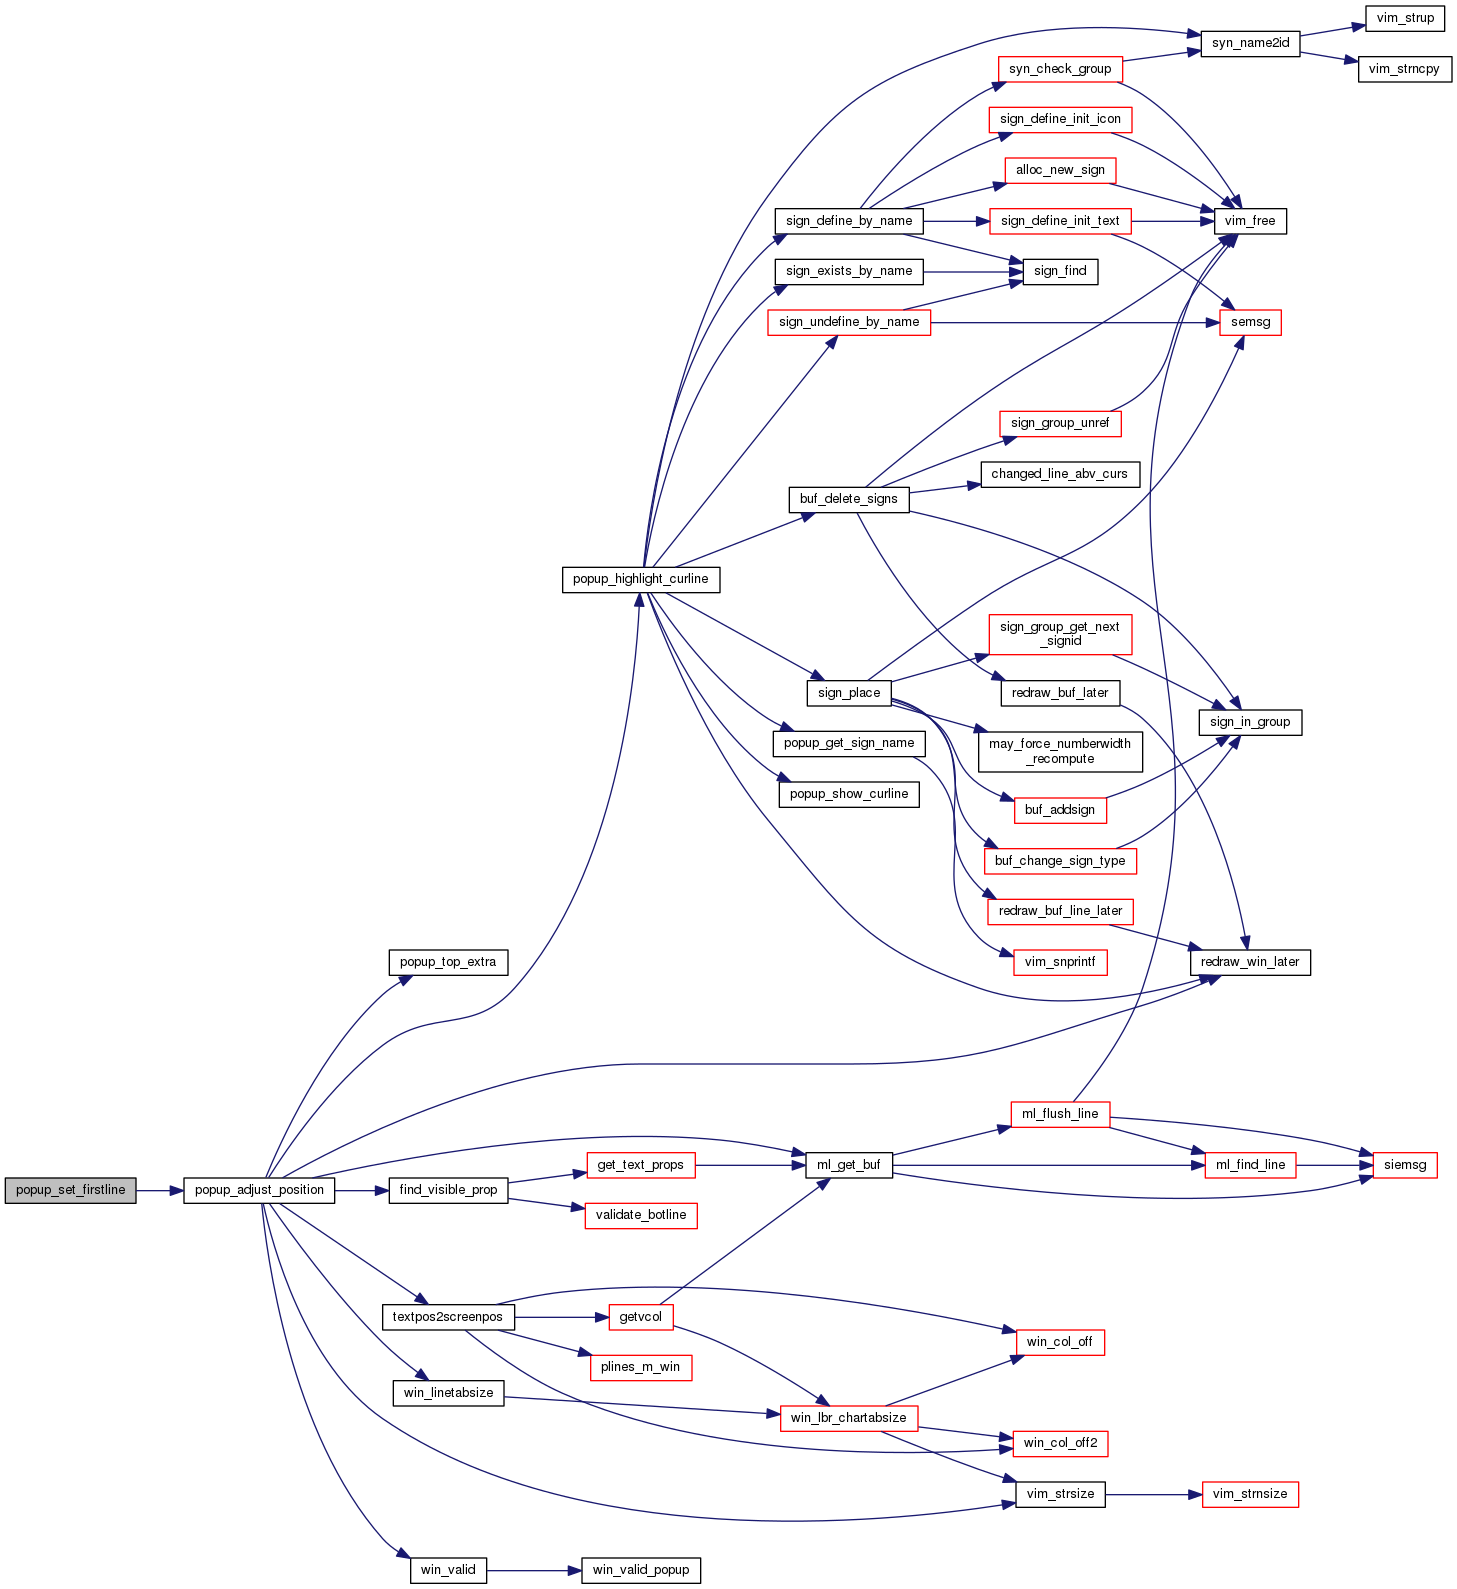 vim_strup
syn_name2id
vim_strncpy
syn_check_group
sign_define_init_icon
alloc_new_sign
sign_define_by_name
sign_define_init_text
vim_free
sign_exists_by_name
sign_find
sign_undefine_by_name
semsg
sign_group_unref
changed_line_abv_curs
buf_delete_signs
popup_highlight_curline
sign_group_get_next
_signid
sign_place
redraw_buf_later
sign_in_group
popup_get_sign_name
may_force_numberwidth
_recompute
popup_show_curline
buf_addsign
buf_change_sign_type
redraw_buf_line_later
popup_top_extra
vim_snprintf
redraw_win_later
ml_flush_line
get_text_props
ml_get_buf
ml_find_line
siemsg
popup_set_firstline
popup_adjust_position
find_visible_prop
validate_botline
textpos2screenpos
getvcol
win_col_off
plines_m_win
win_linetabsize
win_lbr_chartabsize
win_col_off2
vim_strsize
vim_strnsize
win_valid
win_valid_popup